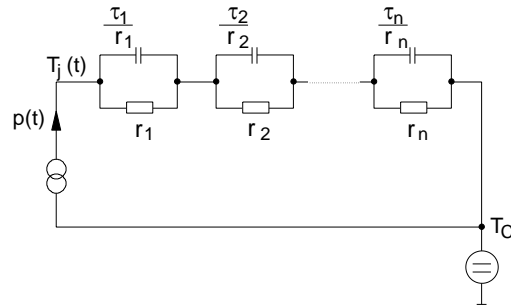 τ1 τ2 τn
r1 r2 rn
Tj (t)
r1 r2 rn
p(t)
TC